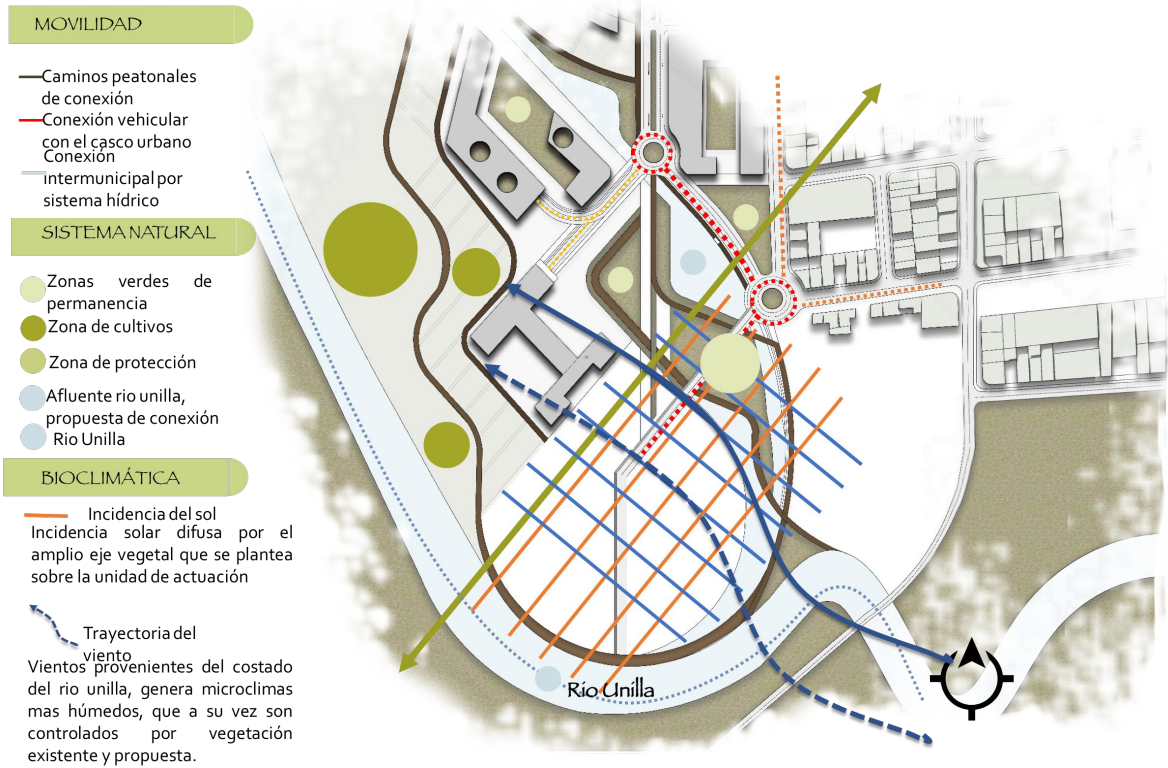 MOVILIDAD
Caminos peatonales
de conexión
Conexión vehicular
con el casco urbano
Conexión
intermunicipal por
sistema hídrico
SISTEMA NATURAL
Zonas verdes de
permanencia
Zona de cultivos
Zona de protección
Afluente rio unilla,
propuesta de conexión
Rio Unilla
BIOCLIMÁTICA
Incidencia del sol
Incidencia solar difusa por el
amplio eje vegetal que se plantea
sobre la unidad de actuación
Trayectoria del
viento
Vientos provenientes del costado
del rio unilla, genera microclimas
mas húmedos, que a su vez son
controlados por vegetación
existente y propuesta.
Rio Unilla